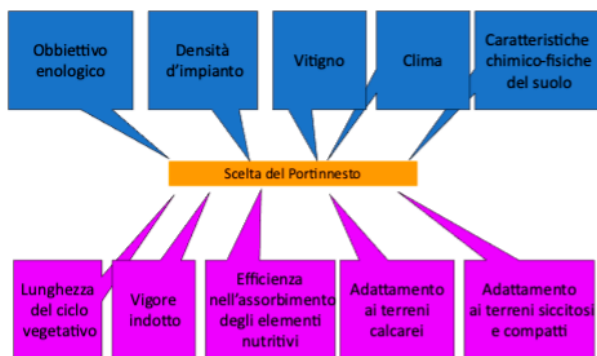 Obbiettivo
enologico
Densità
d'impianto
Vitigno
Clima
Caratteristiche
chimico-fisiche
del suolo
Scelta del Portinnesto
Lunghezza
del ciclo
vegetativo
Vigore
indotto
Efficienza
nell'assorbimento
degli elementi
nutritivi
Adattamento
ai terreni
calcarei
Adattamento
ai terreni siccitosi
e compatti